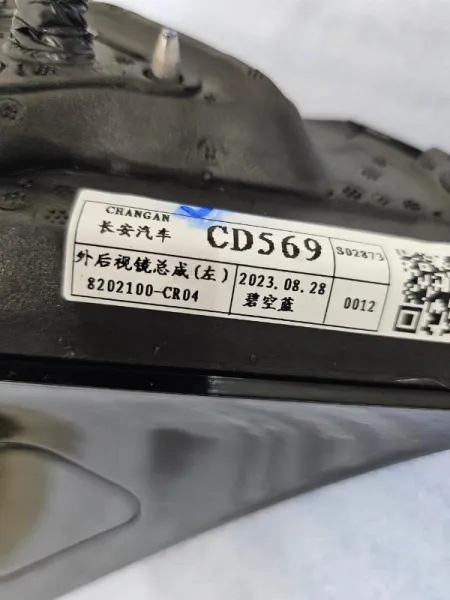 CHANGAN
长安汽车
CD569
S02873
外后视镜总成(左)
8202100-CR04
2023.08.28
碧空蓝
0012